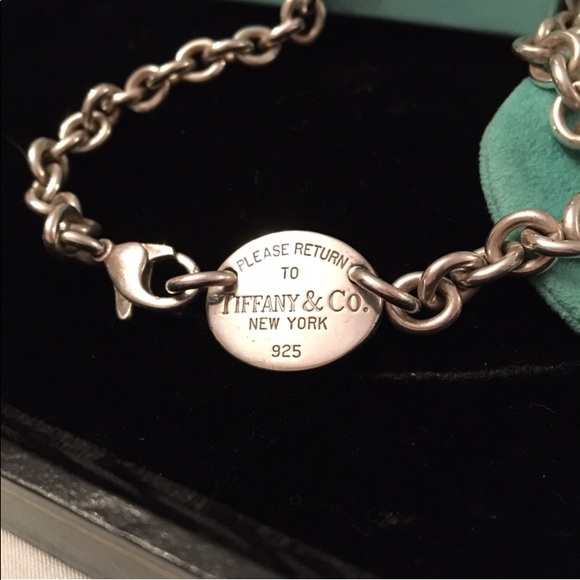 PLEASE RETURN
TO
TIFFANY & CO.
NEW YORK
925